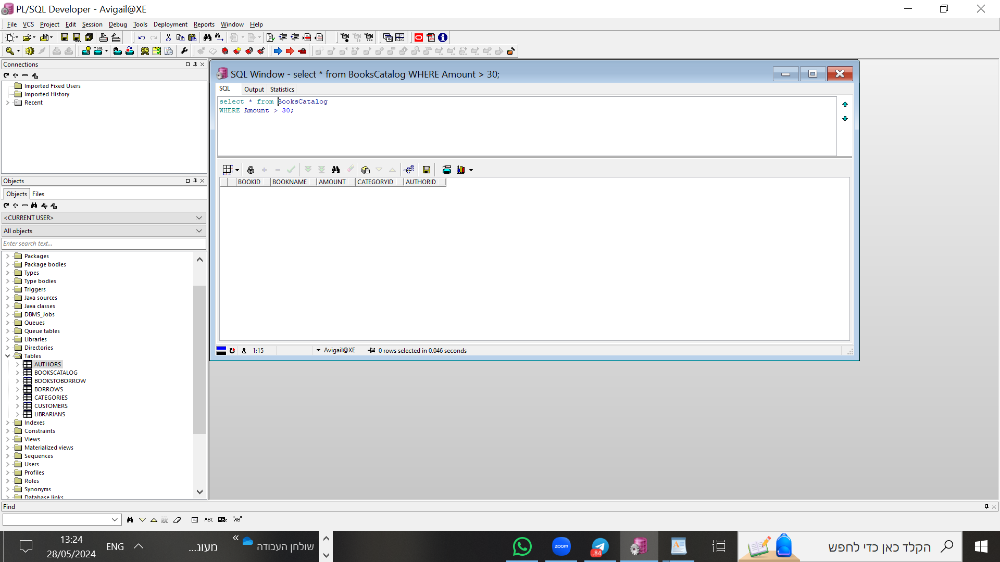 PL/SQL Developer - Avigail@XE
File VCS Project Edit Session Debug Tools Deployment Reports Window Help
Connections
Imported Fixed Users
Imported History
Recent
Objects
Objects Files
<CURRENT USER>
All objects
Enter search text...
Packages
Package bodies
Types
Type bodies
Triggers
Java sources
Java classes
DBMS_Jobs
Queues
Queue tables
Libraries
Directories
Tables
AUTHORS
BOOKSCATALOG
BOOKSTOBORROW
BORROWS
CATEGORIES
CUSTOMERS
LIBRARIANS
Indexes
Constraints
Views
Materialized views
Sequences
Users
Profiles
Roles
Synonyms
Database links
SQL Window - select * from BooksCatalog WHERE Amount > 30;
SQL Output Statistics
select * from BooksCatalog
WHERE Amount > 30;
BOOKID BOOKNAME AMOUNT CATEGORYID AUTHORID
& 1:15 Avigail@XE 0 rows selected in 0.046 seconds
Find
ABC "AB"
13:24
28/05/2024
ENG
מעונ...
שולחן העבודה
zoom
..84
הקלד כאן כדי לחפש